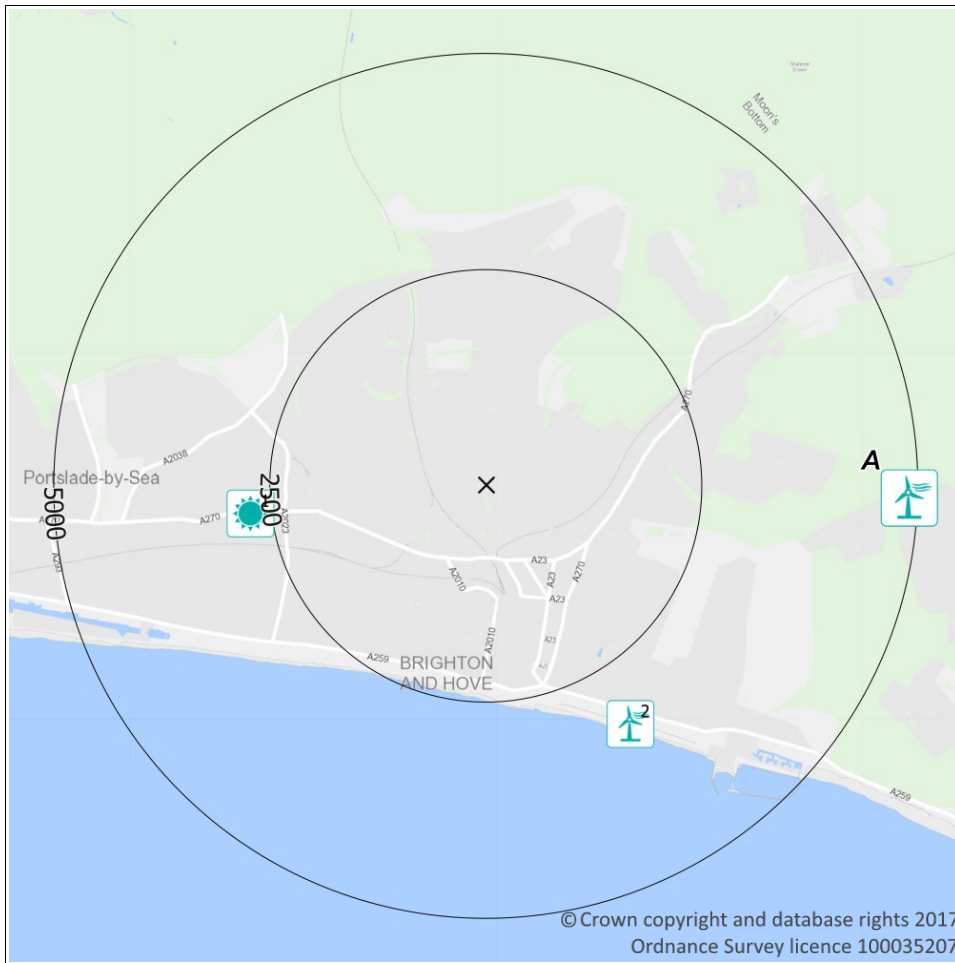 Moon's
Bottom
A
A270
A2038
Portslade-by-Sea
5000
2500
A270
A2023
A293
A23
A23
A270
A2010
A23
A2010
A23
A259
BRIGHTON
AND HOVE
2
A259
© Crown copyright and database rights 2017
Ordnance Survey licence 100035207